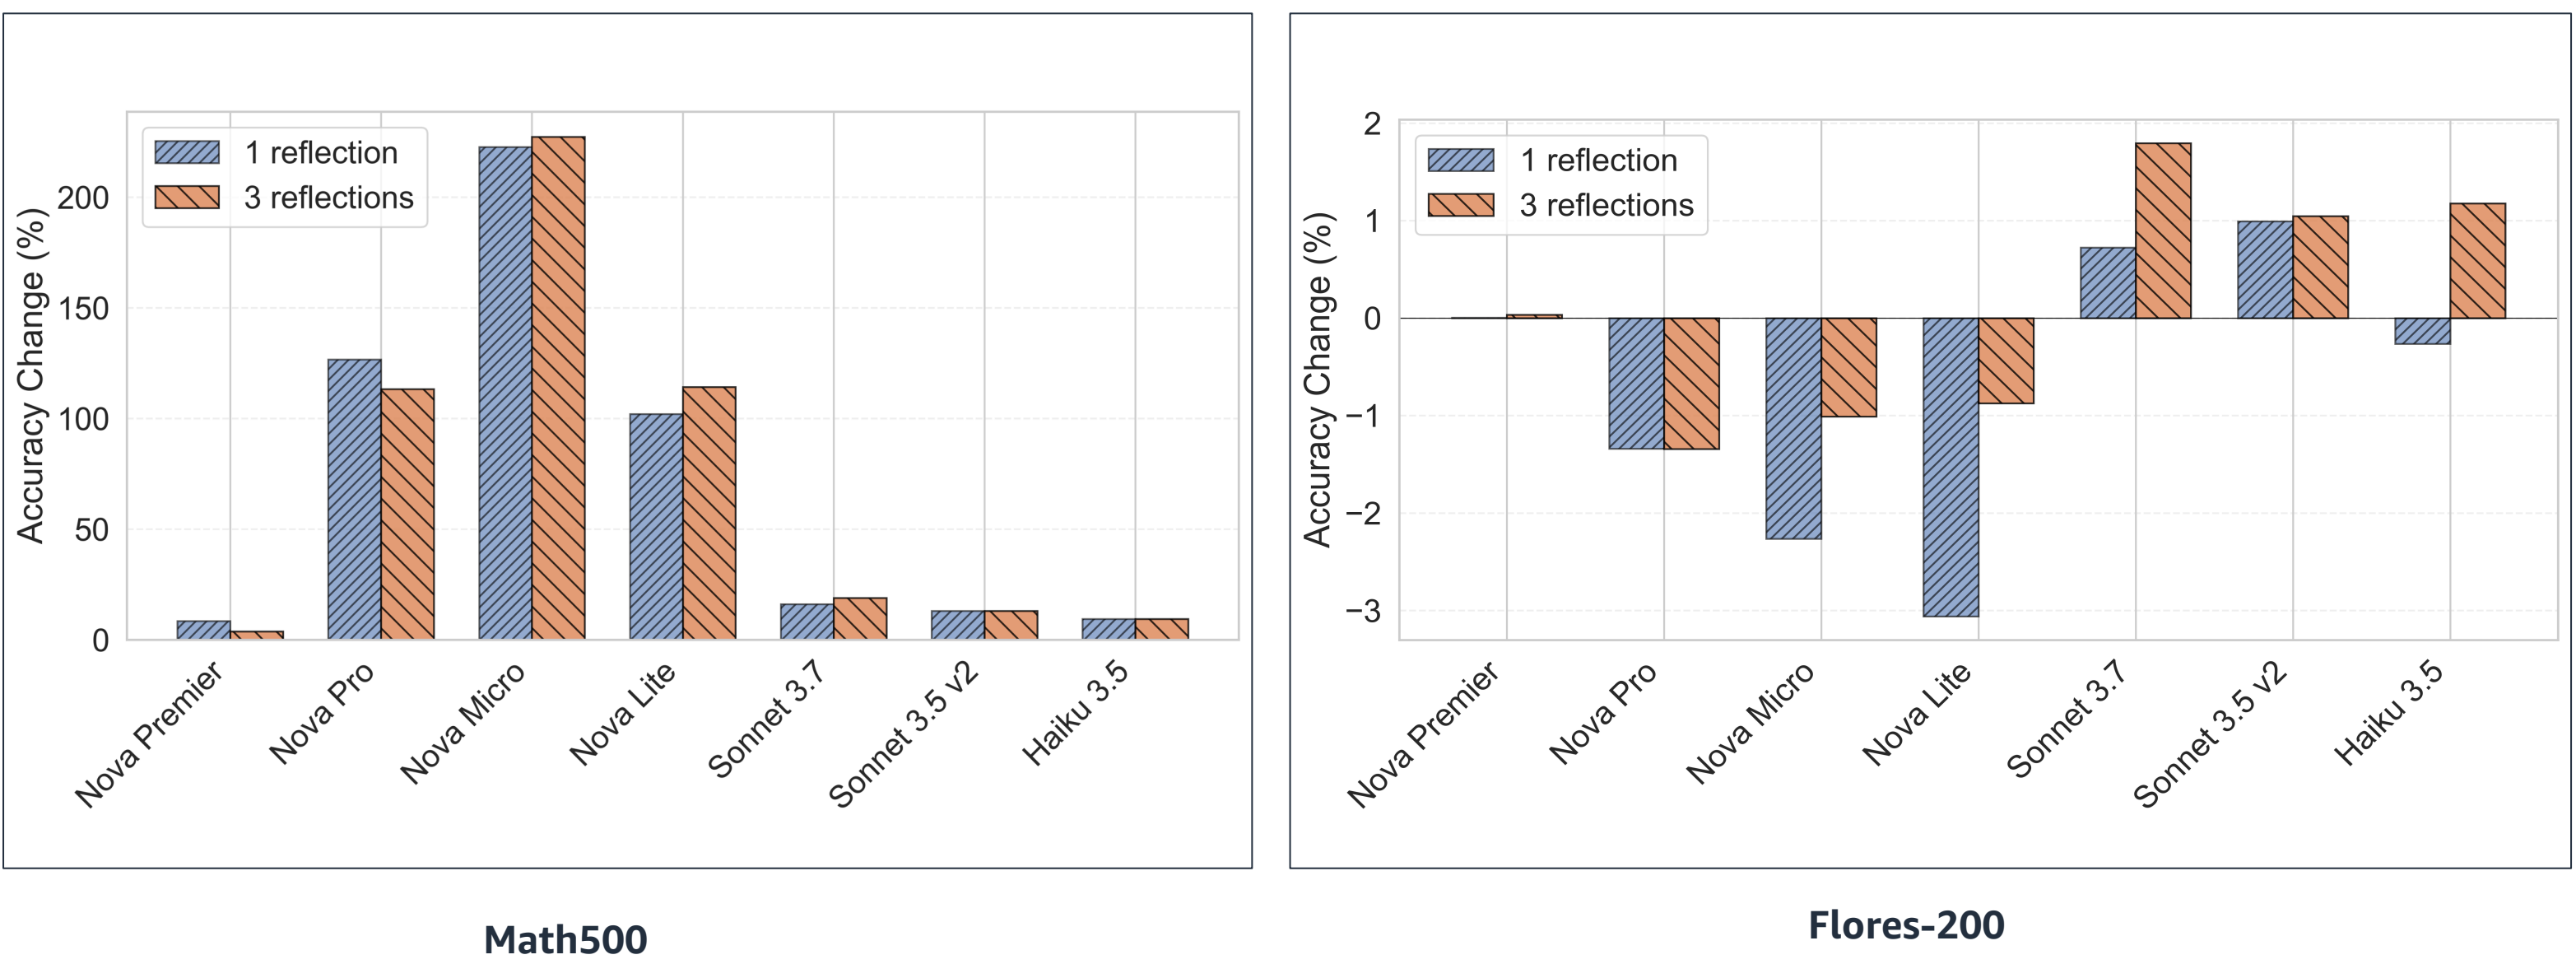 1 reflection
3 reflections
Accuracy Change (%)
200
150
100
50
0
Nova Premier
Nova Pro
Nova Micro
Nova Lite
Sonnet 3.7
Sonnet 3.5 v2
Haiku 3.5
Math500
1 reflection
3 reflections
Accuracy Change (%)
2
1
0
−1
−2
−3
Nova Premier
Nova Pro
Nova Micro
Nova Lite
Sonnet 3.7
Sonnet 3.5 v2
Haiku 3.5
Flores-200